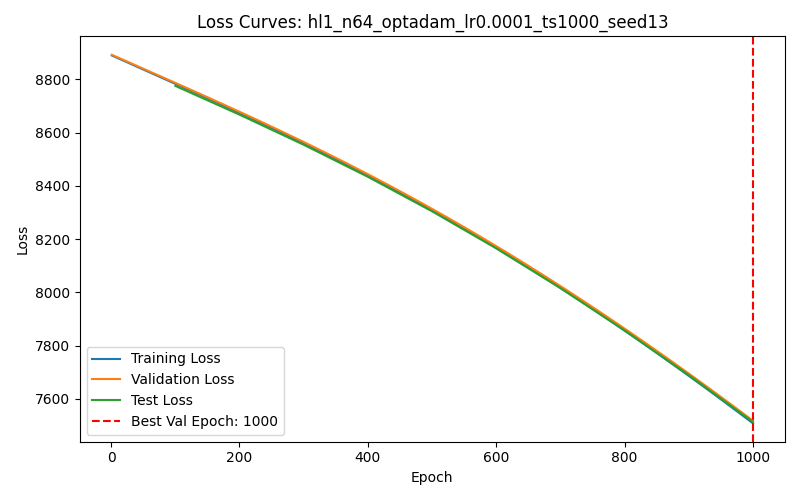 Loss Curves: hl1_n64_optadam_lr0.0001_ts1000_seed13
Loss
8800
8600
8400
8200
8000
7800
7600
Training Loss
Validation Loss
Test Loss
Best Val Epoch: 1000
0 200 400 600 800 1000
Epoch